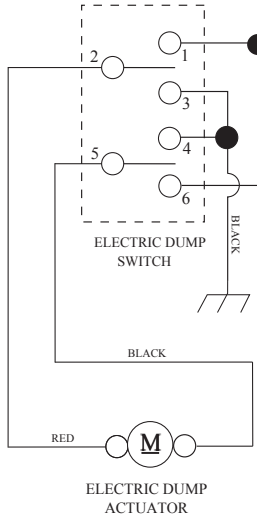 1
2
3
4
5
6
ELECTRIC DUMP
SWITCH
BLACK
BLACK
RED
M
ELECTRIC DUMP
ACTUATOR